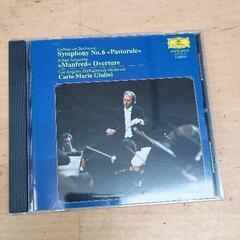 Ludwig van Beethoven
Symphony No.6 »Pastorale«
Robert Schumann
»Manfred« Overture
Los Angeles Philharmonic Orchestra
Carlo Maria Giulini